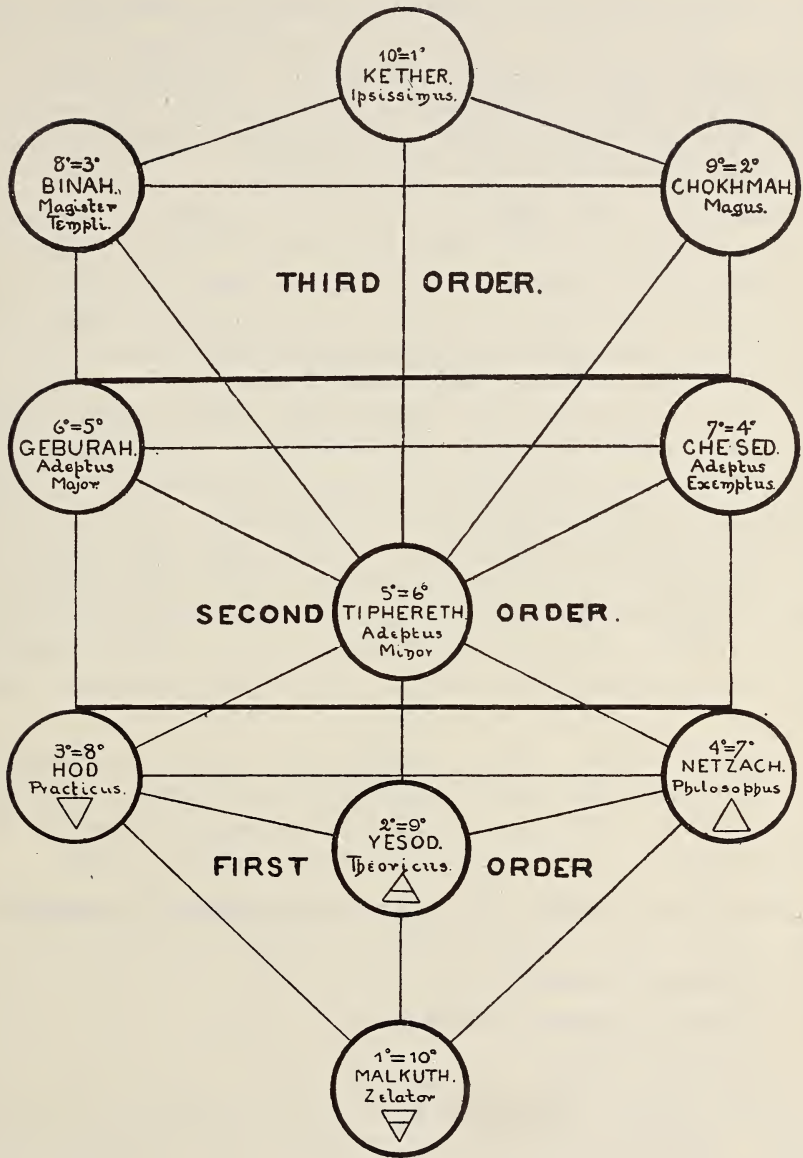 10°=1°
KETHER.
Ipsissimus.
8°=3°
BINAH.
Magister
Templi.
9°=2°
CHOKHMAH.
Magus.
THIRD ORDER.
6°=5°
GEBURAH.
Adeptus
Major.
7°=4°
CHESED.
Adeptus
Exemptus.
5°=6°
SECOND TIPHERETH. ORDER.
Adeptus
Minor
3°=8°
HOD
Practicus.
4°=7°
NETZACH.
Philosophus
2°=9°
YESOD.
Theoricus.
FIRST ORDER
1°=10°
MALKUTH.
Zelator